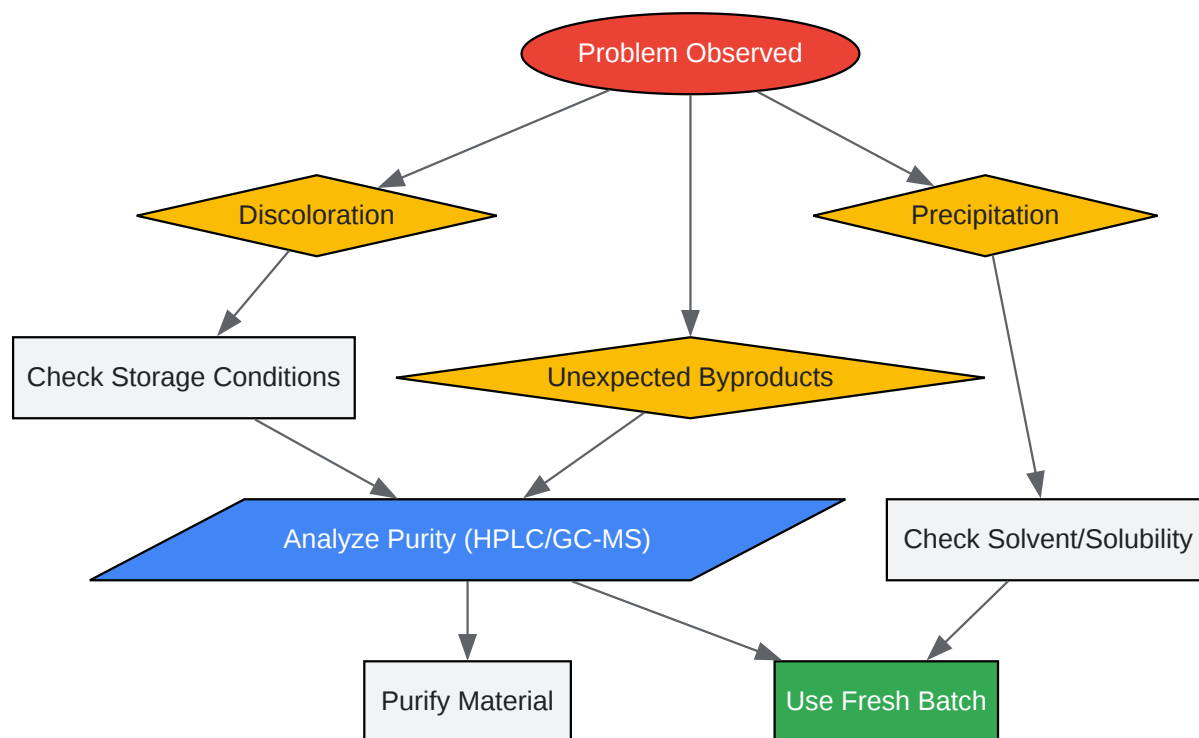 Problem Observed
Discoloration
Precipitation
Check Storage Conditions
Unexpected Byproducts
Analyze Purity (HPLC/GC-MS)
Check Solvent/Solubility
Purify Material
Use Fresh Batch